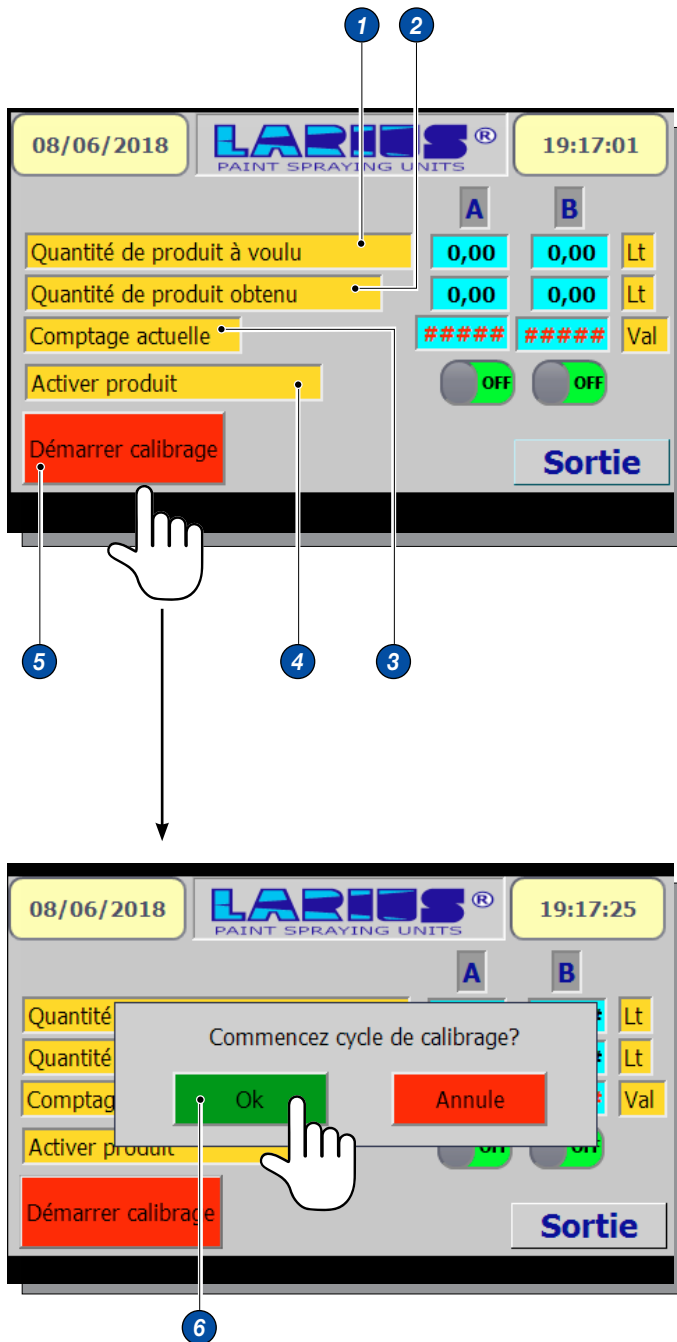 1 2
08/06/2018 LARIUS ® 19:17:01
PAINT SPRAYING UNITS
A B
Quantité de produit à voulu 0,00 0,00 Lt
Quantité de produit obtenu 0,00 0,00 Lt
Comptage actuelle ##### ##### Val
Activer produit OFF OFF
Démarrer calibrage
Sortie
5 4 3
08/06/2018 LARIUS ® 19:17:25
PAINT SPRAYING UNITS
A B
Quantité Lt
Commencez cycle de calibrage?
Quantité Lt
Comptag Ok Annule Val
Activer produit
Démarrer calibrage
Sortie
6